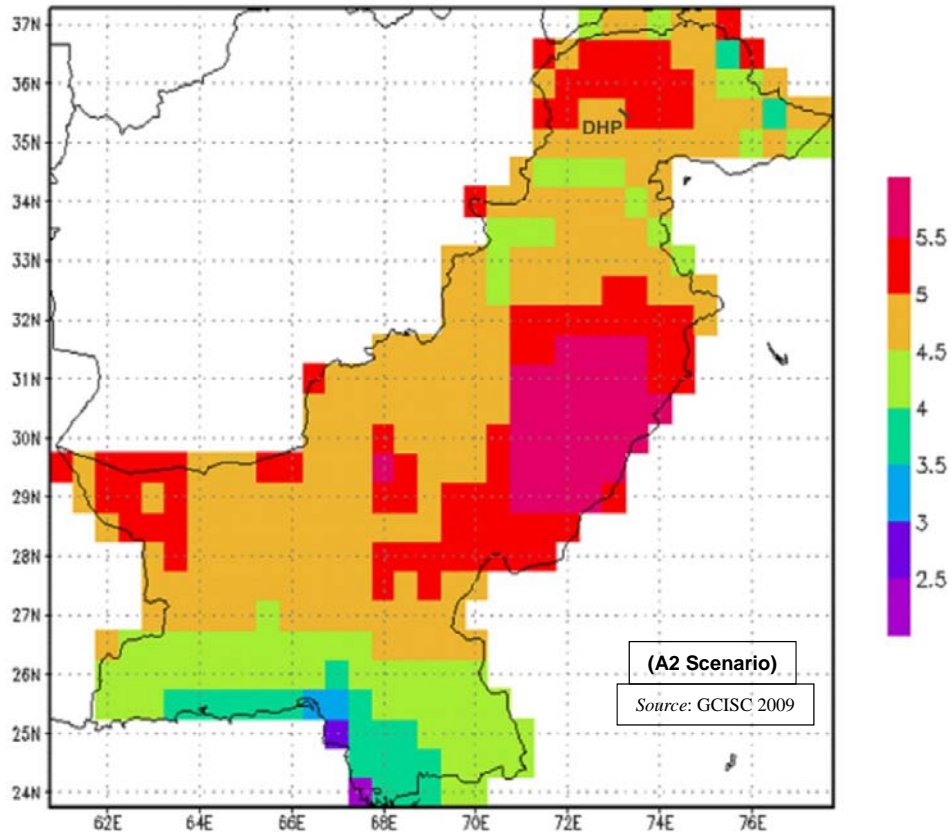 37N
36N
35N
34N
33N
32N
31N
30N
29N
28N
27N
26N
25N
24N
62E 64E 66E 68E 70E 72E 74E 76E
DHP
5.5
5
4.5
4
3.5
3
2.5
(A2 Scenario)
Source: GCISC 2009